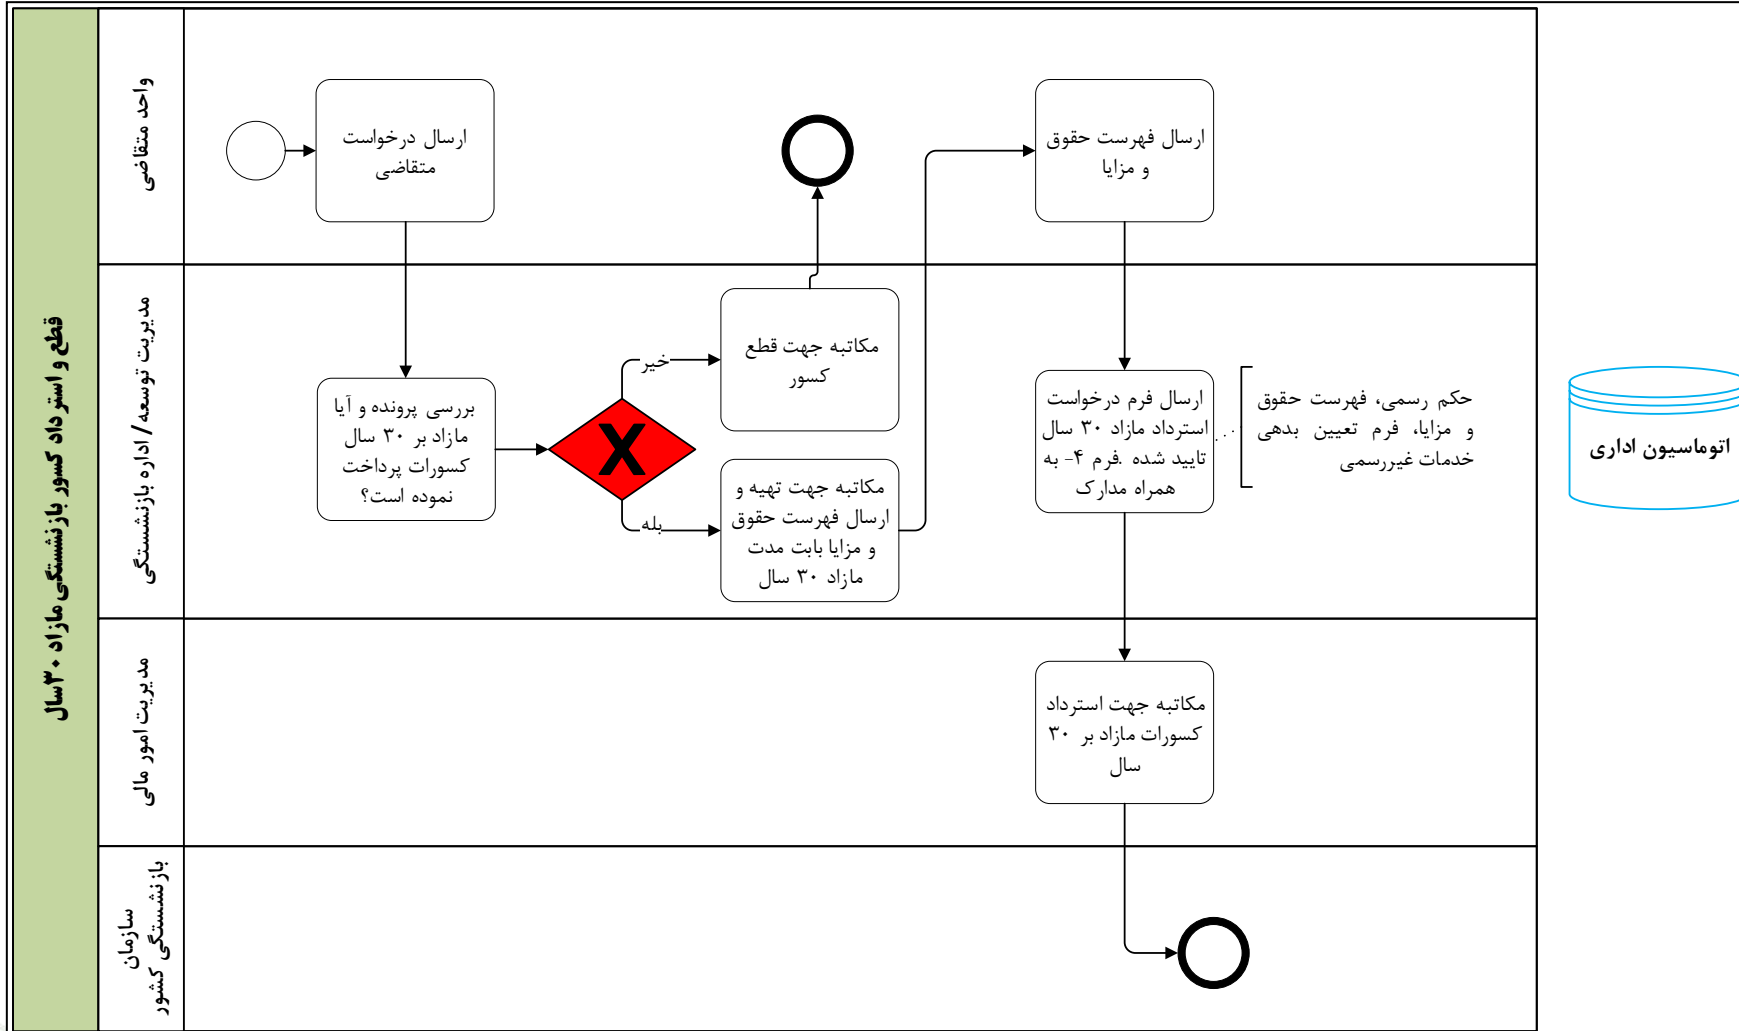 قطع و استرداد کسور بازنشستگی مازاد ۳۰سال
واحد متقاضی
ارسال درخواست
متقاضی
ارسال فهرست حقوق
و مزایا
مدیریت توسعه/ اداره بازنشستگی
بررسی پرونده و آیا
مازاد بر ۳۰ سال
کسورات پرداخت
نموده است؟
X
خیر
بله
مکاتبه جهت قطع
کسور
مکاتبه جهت تهیه و
ارسال فهرست حقوق
و مزایا بابت مدت
مازاد ۳۰ سال
ارسال فرم درخواست
استرداد مازاد ۳۰ سال
تایید شده .فرم ۴- به
همراه مدارک
حکم رسمی، فهرست حقوق
و مزایا، فرم تعیین بدهی
خدمات غیررسمی
اتوماسیون اداری
مدیریت امور مالی
مکاتبه جهت استرداد
کسورات مازاد بر ۳۰
سال
سازمان
بازنشستگی کشور